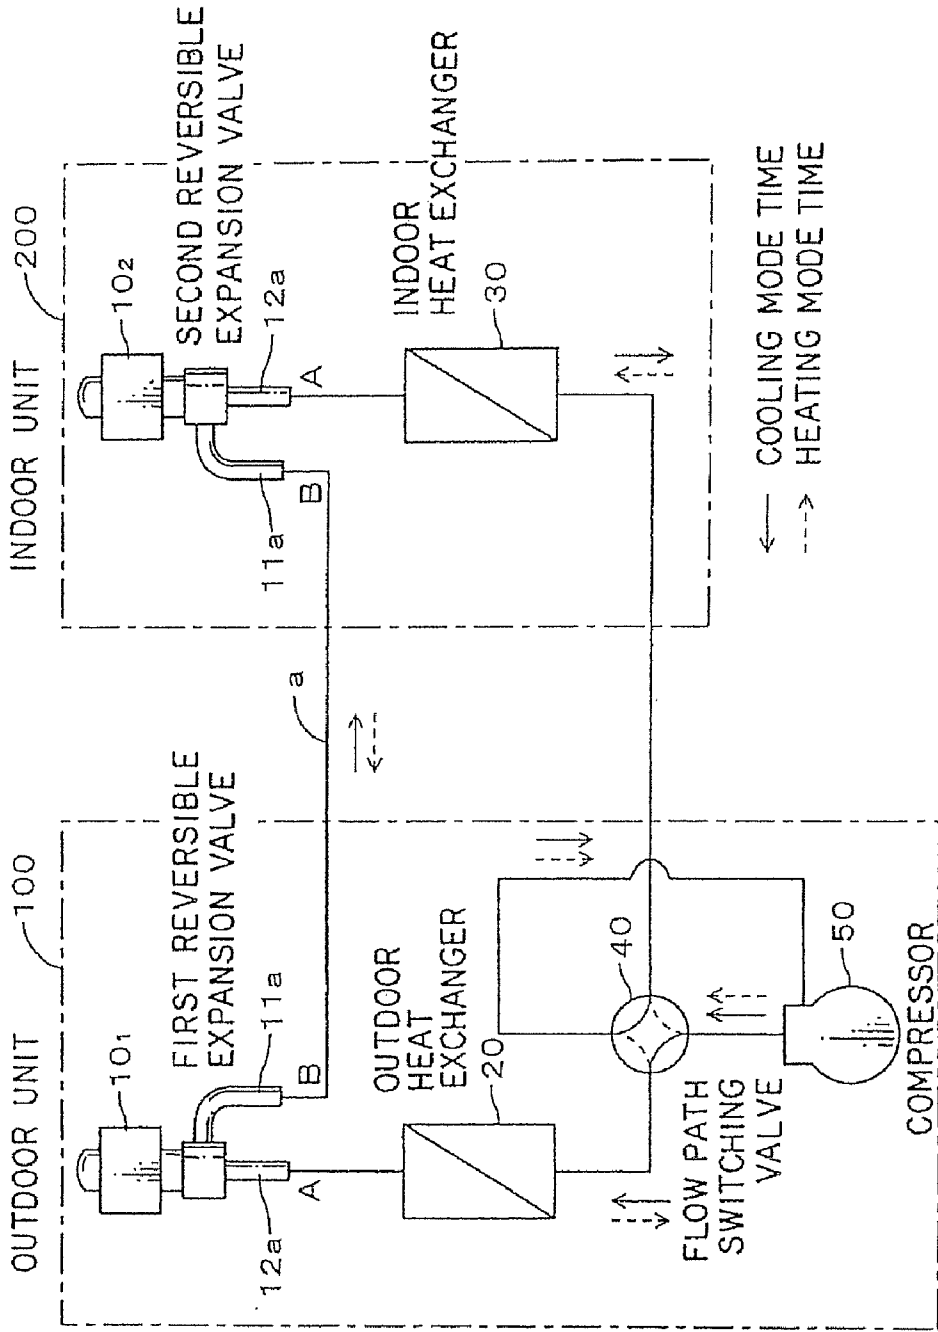 OUTDOOR UNIT
100
10₁
FIRST REVERSIBLE
EXPANSION VALVE
11a
12a
A
B
a
OUTDOOR
HEAT
EXCHANGER
20
40
FLOW PATH
SWITCHING
VALVE
50
COMPRESSOR
INDOOR UNIT
200
10₂
SECOND REVERSIBLE
EXPANSION VALVE
12a
11a
A
B
INDOOR
HEAT EXCHANGER
30
COOLING MODE TIME
HEATING MODE TIME